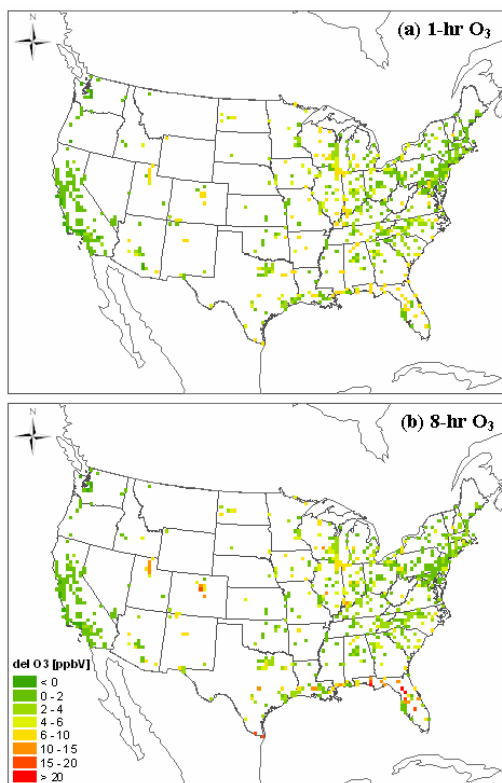 N
(a) 1-hr O₃
N
(b) 8-hr O₃
del O3 [ppbV]
< 0
0 - 2
2 - 4
4 - 6
6 - 10
10 - 15
15 - 20
> 20